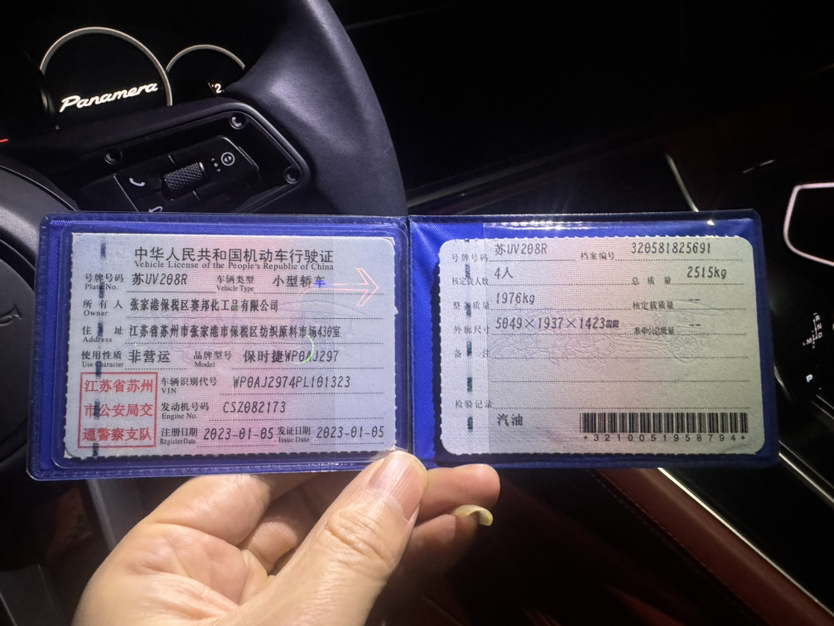 Panamera
中华人民共和国机动车行驶证
Vehicle License of the People's Republic of China
号牌号码 苏UV208R 车辆类型 小型轿车
Plate No. Vehicle Type
所有人 张家港保税区赛邦化工品有限公司
Owner
住址 江苏省苏州市张家港市保税区纺织原料市场430室
Address
使用性质 非营运 品牌型号 保时捷WP0AJ297
Use Character Model
江苏省苏州
市公安局交
通警察支队
车辆识别代号 WP0AJ2974PL101323
VIN
发动机号码 CSZ082173
Engine No.
注册日期 2023-01-05 发证日期 2023-01-05
Register Date Issue Date
号牌号码 苏UV208R 档案编号 320581825691
核定载人数 4人 总质量 2515kg
整备质量 1976kg 核定载质量 --
外廓尺寸 5049×1937×1423mm 准牵引总质量 --
备注
检验记录
汽油
*3210051958794*